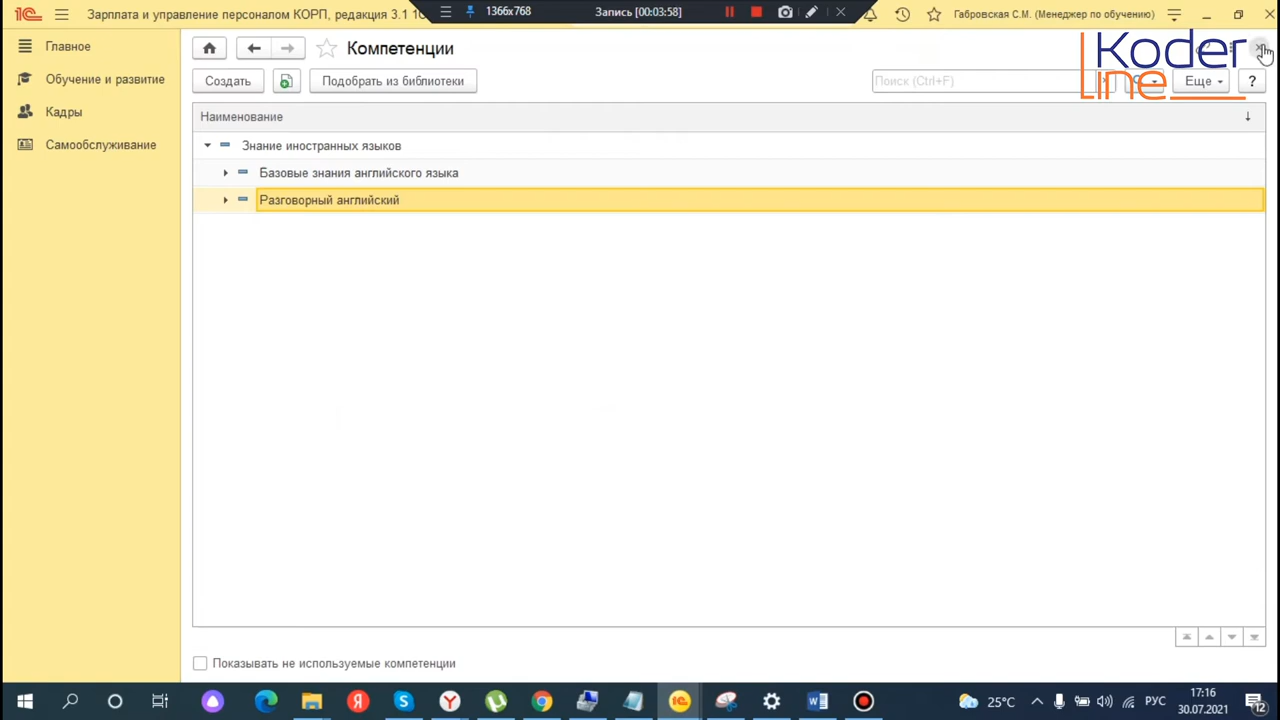 Зарплата и управление персоналом КОРП, редакция 3.1 1
1366x768
Запись [00:03:58]
Габровская С.М. (Менеджер по обучению)
Главное
Обучение и развитие
Кадры
Самообслуживание
Компетенции
Koder
Line
Создать
Подобрать из библиотеки
Поиск (Ctrl+F)
Еще
?
Наименование
Знание иностранных языков
Базовые знания английского языка
Разговорный английский
Показывать не используемые компетенции
25°C
РУС
17:16
30.07.2021
12